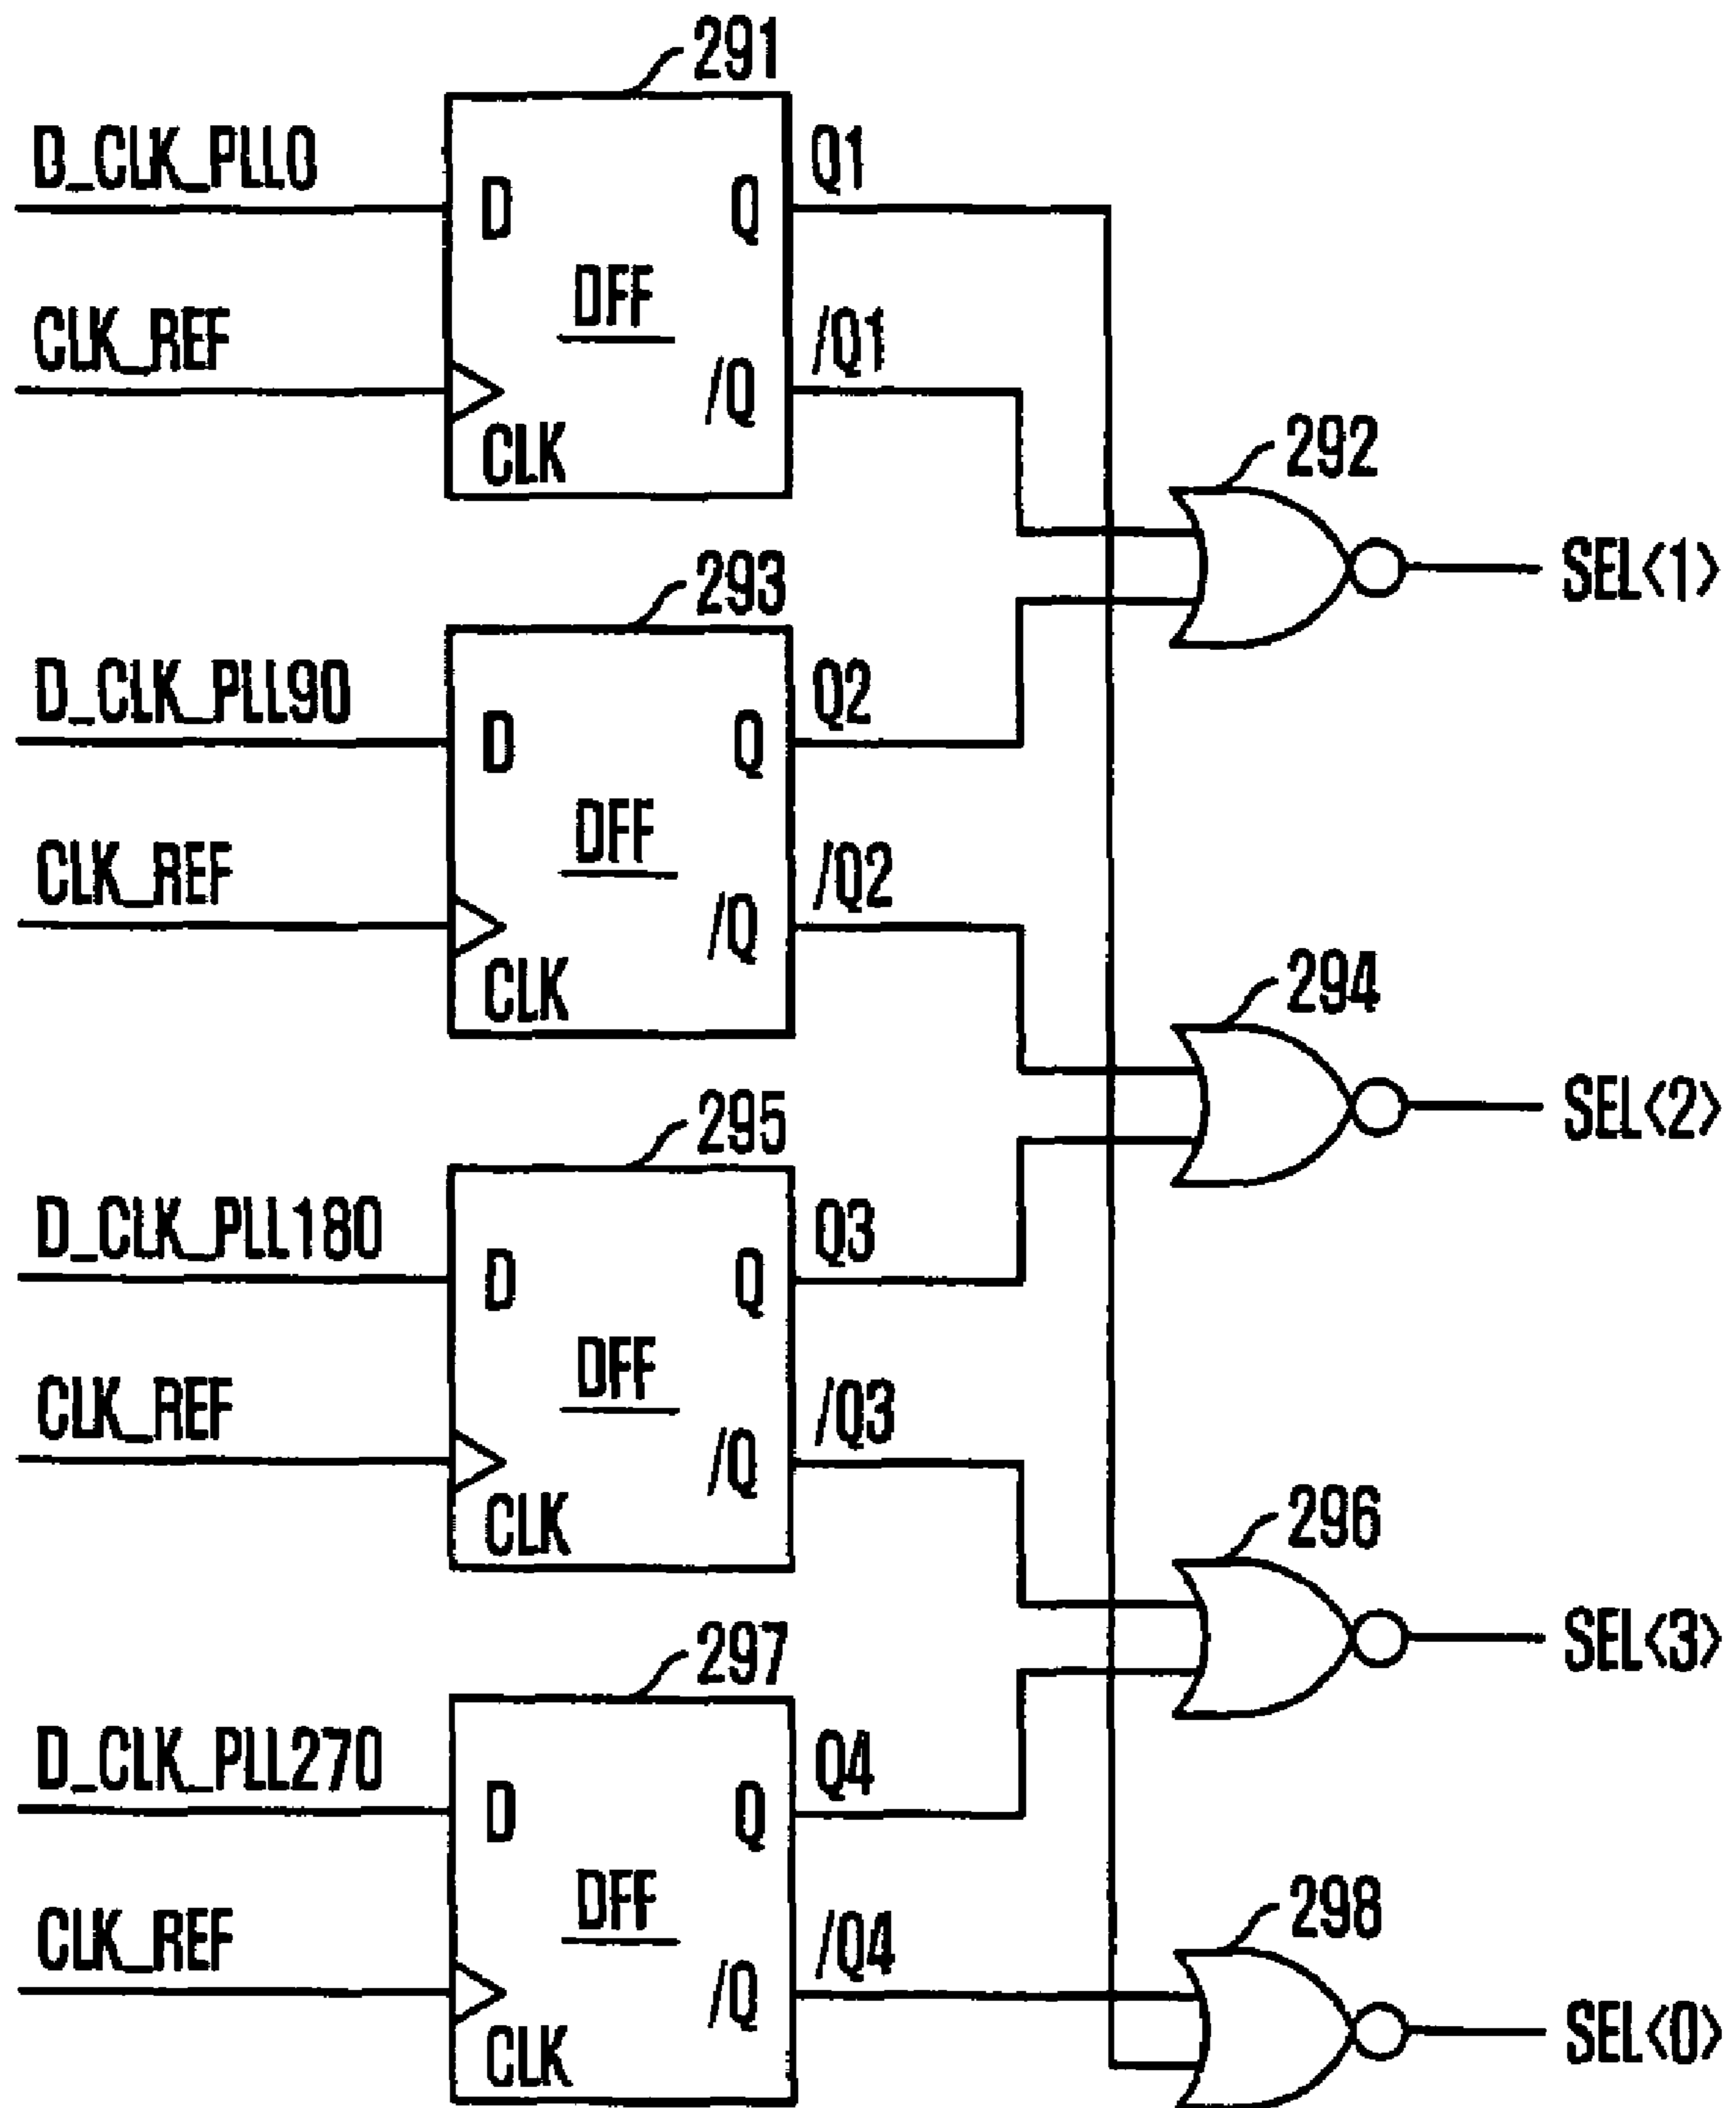 291
D_CLK_PLL0
Q1
D
Q
DFF
CLK_REF
/Q1
/Q
CLK
292
SEL<1>
293
D_CLK_PLL90
Q2
D
Q
DFF
CLK_REF
/Q2
/Q
CLK
294
SEL<2>
295
D_CLK_PLL180
Q3
D
Q
DFF
CLK_REF
/Q3
/Q
CLK
296
SEL<3>
297
D_CLK_PLL270
Q4
D
Q
DFF
CLK_REF
/Q4
/Q
CLK
298
SEL<0>